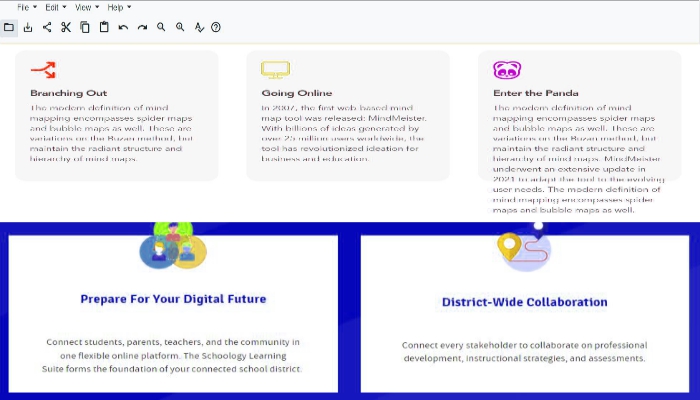 File Edit View Help
Branching Out
The modern definition of mind
mapping encompasses spider maps
and bubble maps as well. These are
variations on the Buzan method, but
maintain the radiant structure and
hierarchy of mind maps.
Going Online
In 2007, the first web-based mind
map tool was released: MindMeister.
With billions of ideas generated by
over 25 million users worldwide, the
tool has revolutionized ideation for
business and education.
Enter the Panda
The modern definition of mind
mapping encompasses spider maps
and bubble maps as well. These are
variations on the Buzan method, but
maintain the radiant structure and
hierarchy of mind maps. MindMeister
underwent an extensive update in
2021 to adapt the tool to the evolving
user needs. The modern definition of
mind mapping encompasses spider
maps and bubble maps as well.
Prepare For Your Digital Future
Connect students, parents, teachers, and the community in
one flexible online platform. The Schoology Learning
Suite forms the foundation of your connected school district.
District-Wide Collaboration
Connect every stakeholder to collaborate on professional
development, instructional strategies, and assessments.